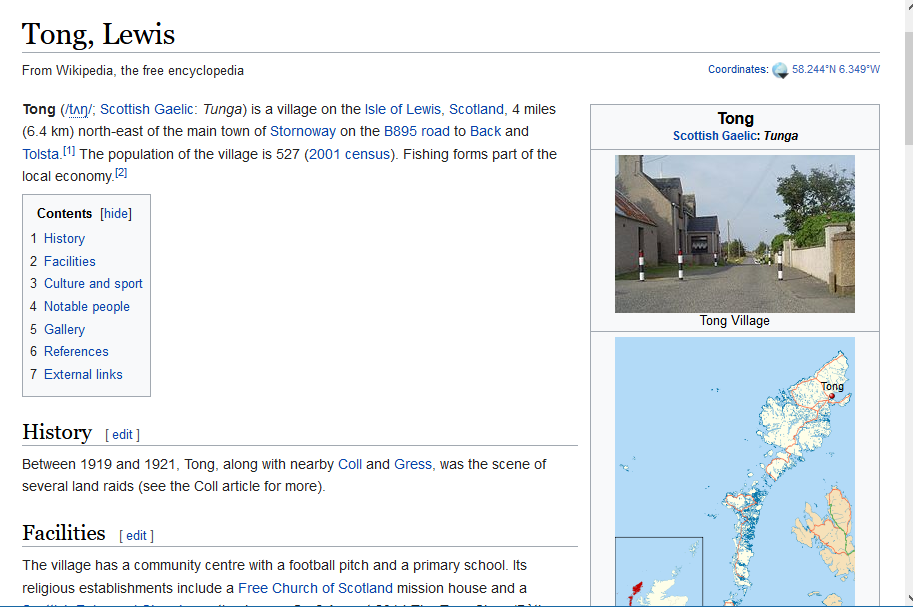 Tong, Lewis
From Wikipedia, the free encyclopedia
Coordinates: 58.244°N 6.349°W
Tong (/tʌŋ/; Scottish Gaelic: Tunga) is a village on the Isle of Lewis, Scotland, 4 miles
(6.4 km) north-east of the main town of Stornoway on the B895 road to Back and
Tolsta.[1] The population of the village is 527 (2001 census). Fishing forms part of the
local economy.[2]
Contents [hide]
1 History
2 Facilities
3 Culture and sport
4 Notable people
5 Gallery
6 References
7 External links
History [ edit ]
Between 1919 and 1921, Tong, along with nearby Coll and Gress, was the scene of
several land raids (see the Coll article for more).
Facilities [ edit ]
The village has a community centre with a football pitch and a primary school. Its
religious establishments include a Free Church of Scotland mission house and a
Tong
Scottish Gaelic: Tunga
Tong Village
Tong